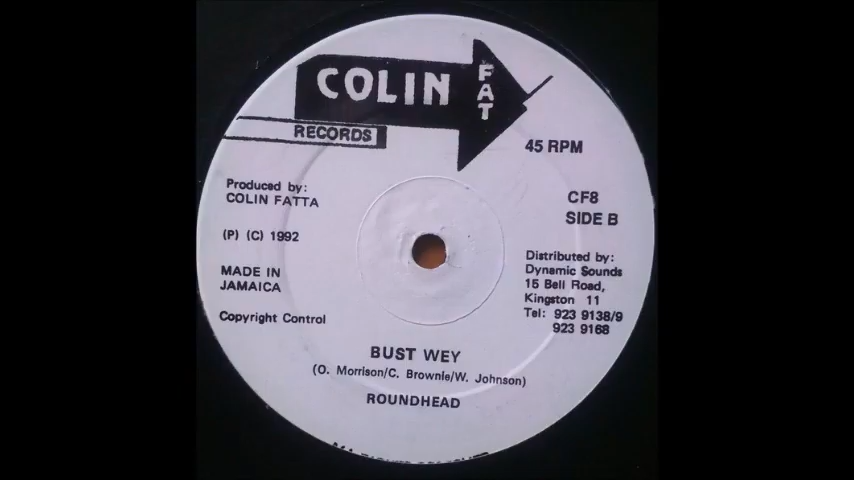 COLIN FAT
RECORDS
45 RPM
Produced by:
COLIN FATTA
(P) (C) 1992
MADE IN
JAMAICA
Copyright Control
CF8
SIDE B
Distributed by:
Dynamic Sounds
15 Bell Road,
Kingston 11
Tel: 923 9138/9
923 9168
BUST WEY
(O. Morrison/C. Brownie/W. Johnson)
ROUNDHEAD